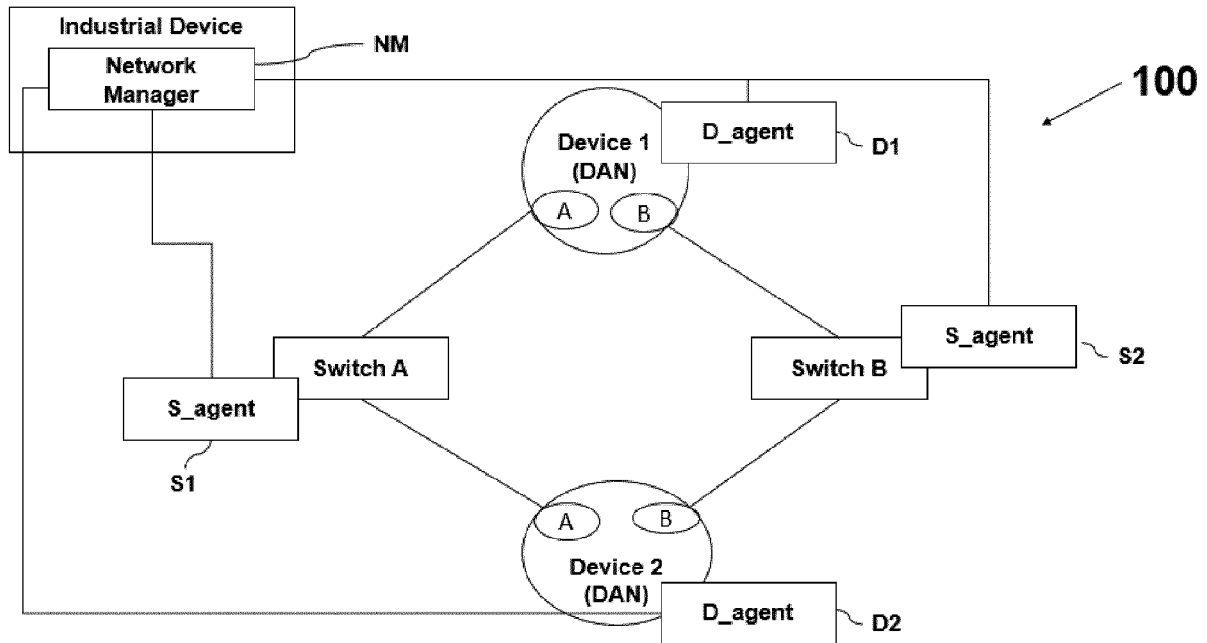 Industrial Device
Network
Manager
NM
100
Device 1
(DAN)
D_agent
D1
A
B
S_agent
S2
Switch A
Switch B
S_agent
S1
A
B
Device 2
(DAN)
D_agent
D2